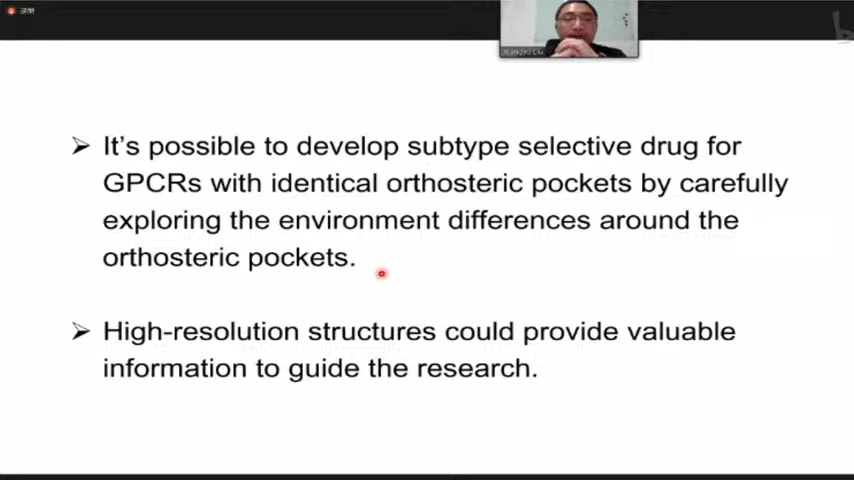 ➢ It's possible to develop subtype selective drug for
GPCRs with identical orthosteric pockets by carefully
exploring the environment differences around the
orthosteric pockets.
➢ High-resolution structures could provide valuable
information to guide the research.